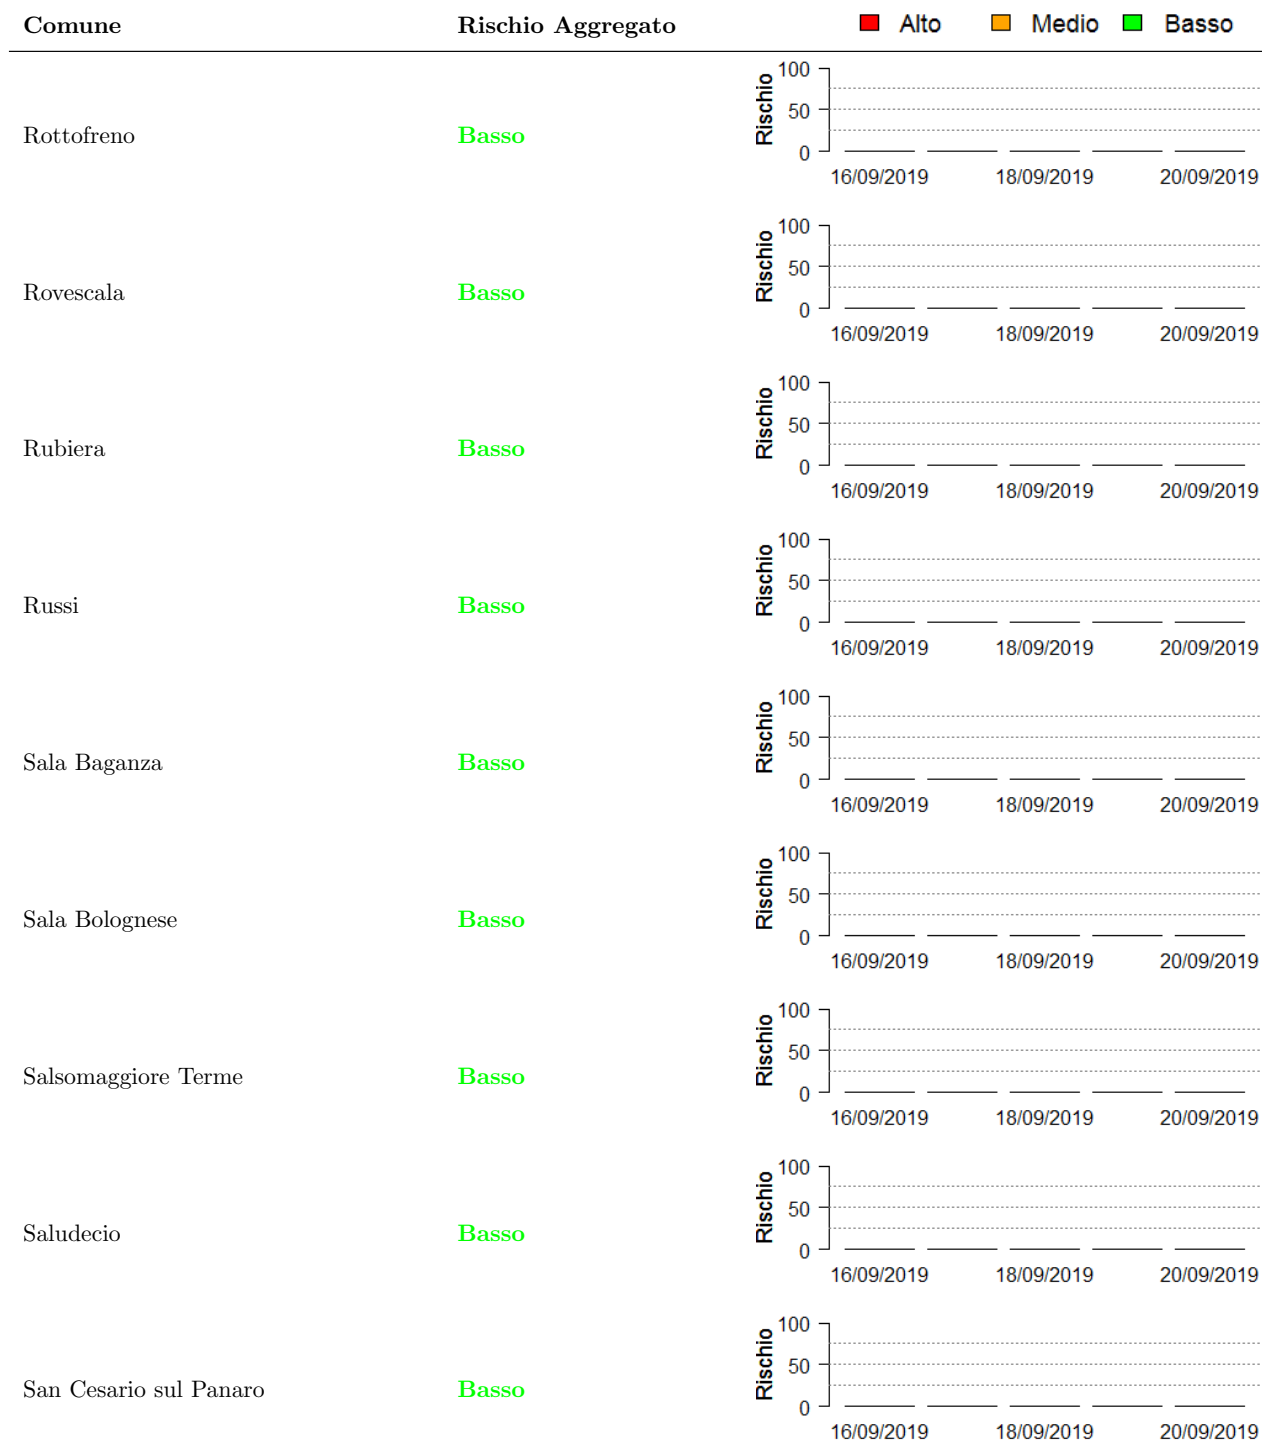 Comune Rischio Aggregato Alto Medio Basso
100
50
0
Rischio
Rottofreno Basso
16/09/2019 18/09/2019 20/09/2019
100
50
0
Rischio
Rovescala Basso
16/09/2019 18/09/2019 20/09/2019
100
50
0
Rischio
Rubiera Basso
16/09/2019 18/09/2019 20/09/2019
100
50
0
Rischio
Russi Basso
16/09/2019 18/09/2019 20/09/2019
100
50
0
Rischio
Sala Baganza Basso
16/09/2019 18/09/2019 20/09/2019
100
50
0
Rischio
Sala Bolognese Basso
16/09/2019 18/09/2019 20/09/2019
100
50
0
Rischio
Salsomaggiore Terme Basso
16/09/2019 18/09/2019 20/09/2019
100
50
0
Rischio
Saludecio Basso
16/09/2019 18/09/2019 20/09/2019
100
50
0
Rischio
San Cesario sul Panaro Basso
16/09/2019 18/09/2019 20/09/2019